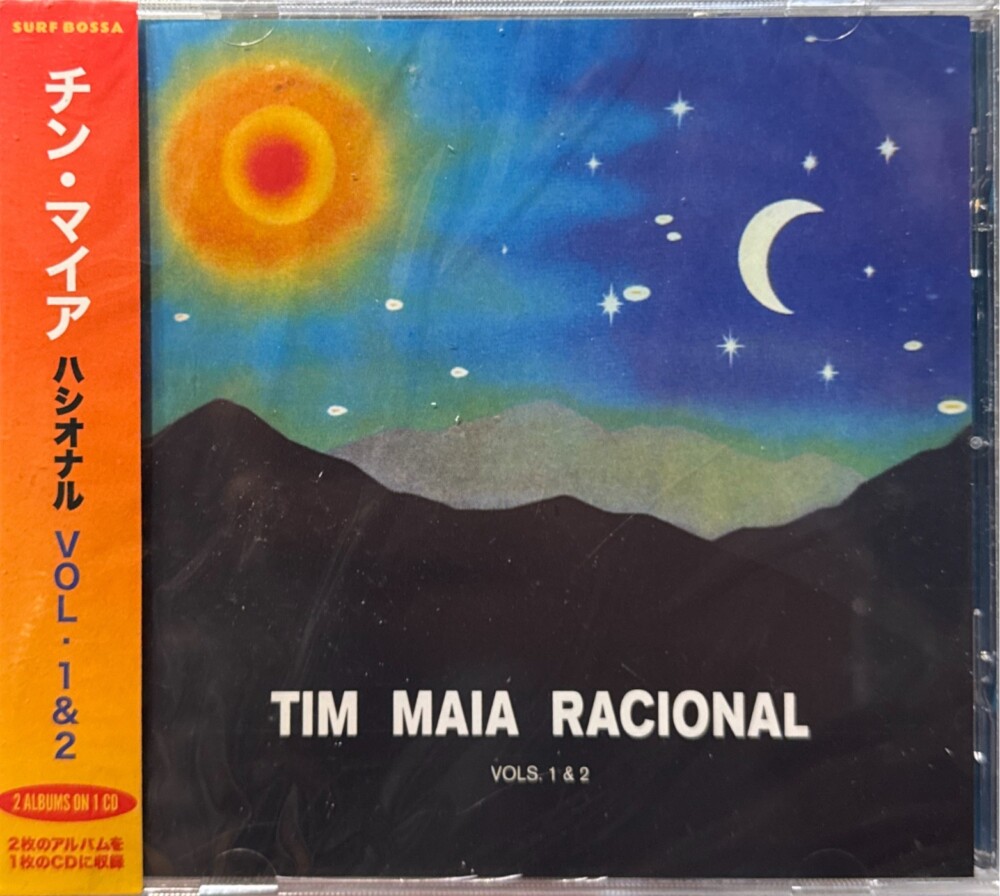 SURF BOSSA
チン・マイア
ハシオナル VOL.1&2
2 ALBUMS ON 1 CD
2枚のアルバムを
1枚のCDに収録
TIM MAIA RACIONAL
VOLS. 1 & 2